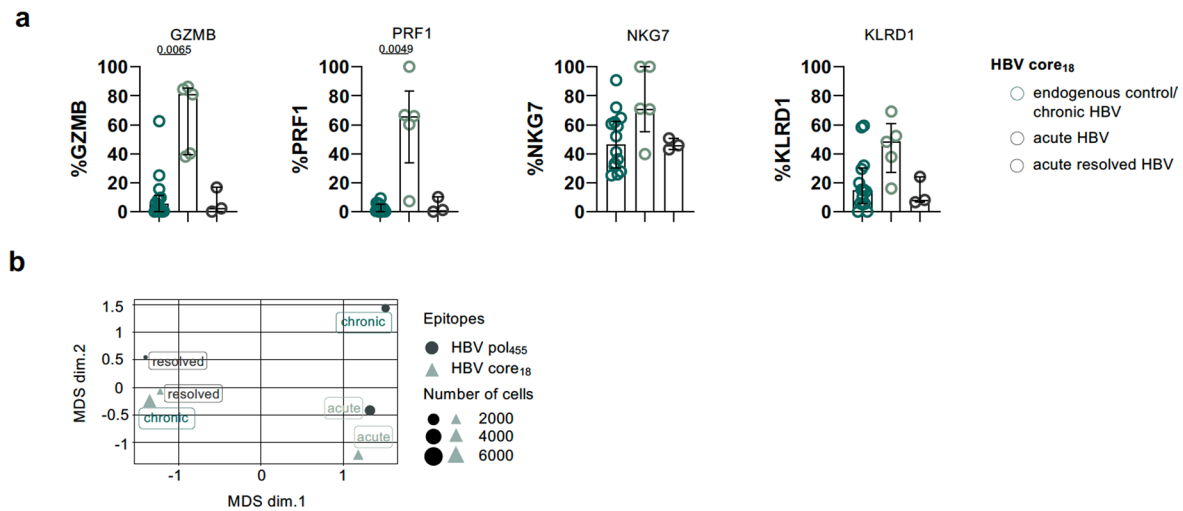 a
GZMB
0.0065
%GZMB
100
80
60
40
20
0
PRF1
0.0049
%PRF1
100
80
60
40
20
0
NKG7
%NKG7
100
80
60
40
20
0
KLRD1
%KLRD1
100
80
60
40
20
0
HBV core18
endogenous control/
chronic HBV
acute HBV
acute resolved HBV
b
MDS dim.2
1.5
1
0.5
0
-0.5
-1
chronic
resolved
resolved
chronic
acute
acute
-1
0
1
MDS dim.1
Epitopes
HBV pol455
HBV core18
Number of cells
2000
4000
6000